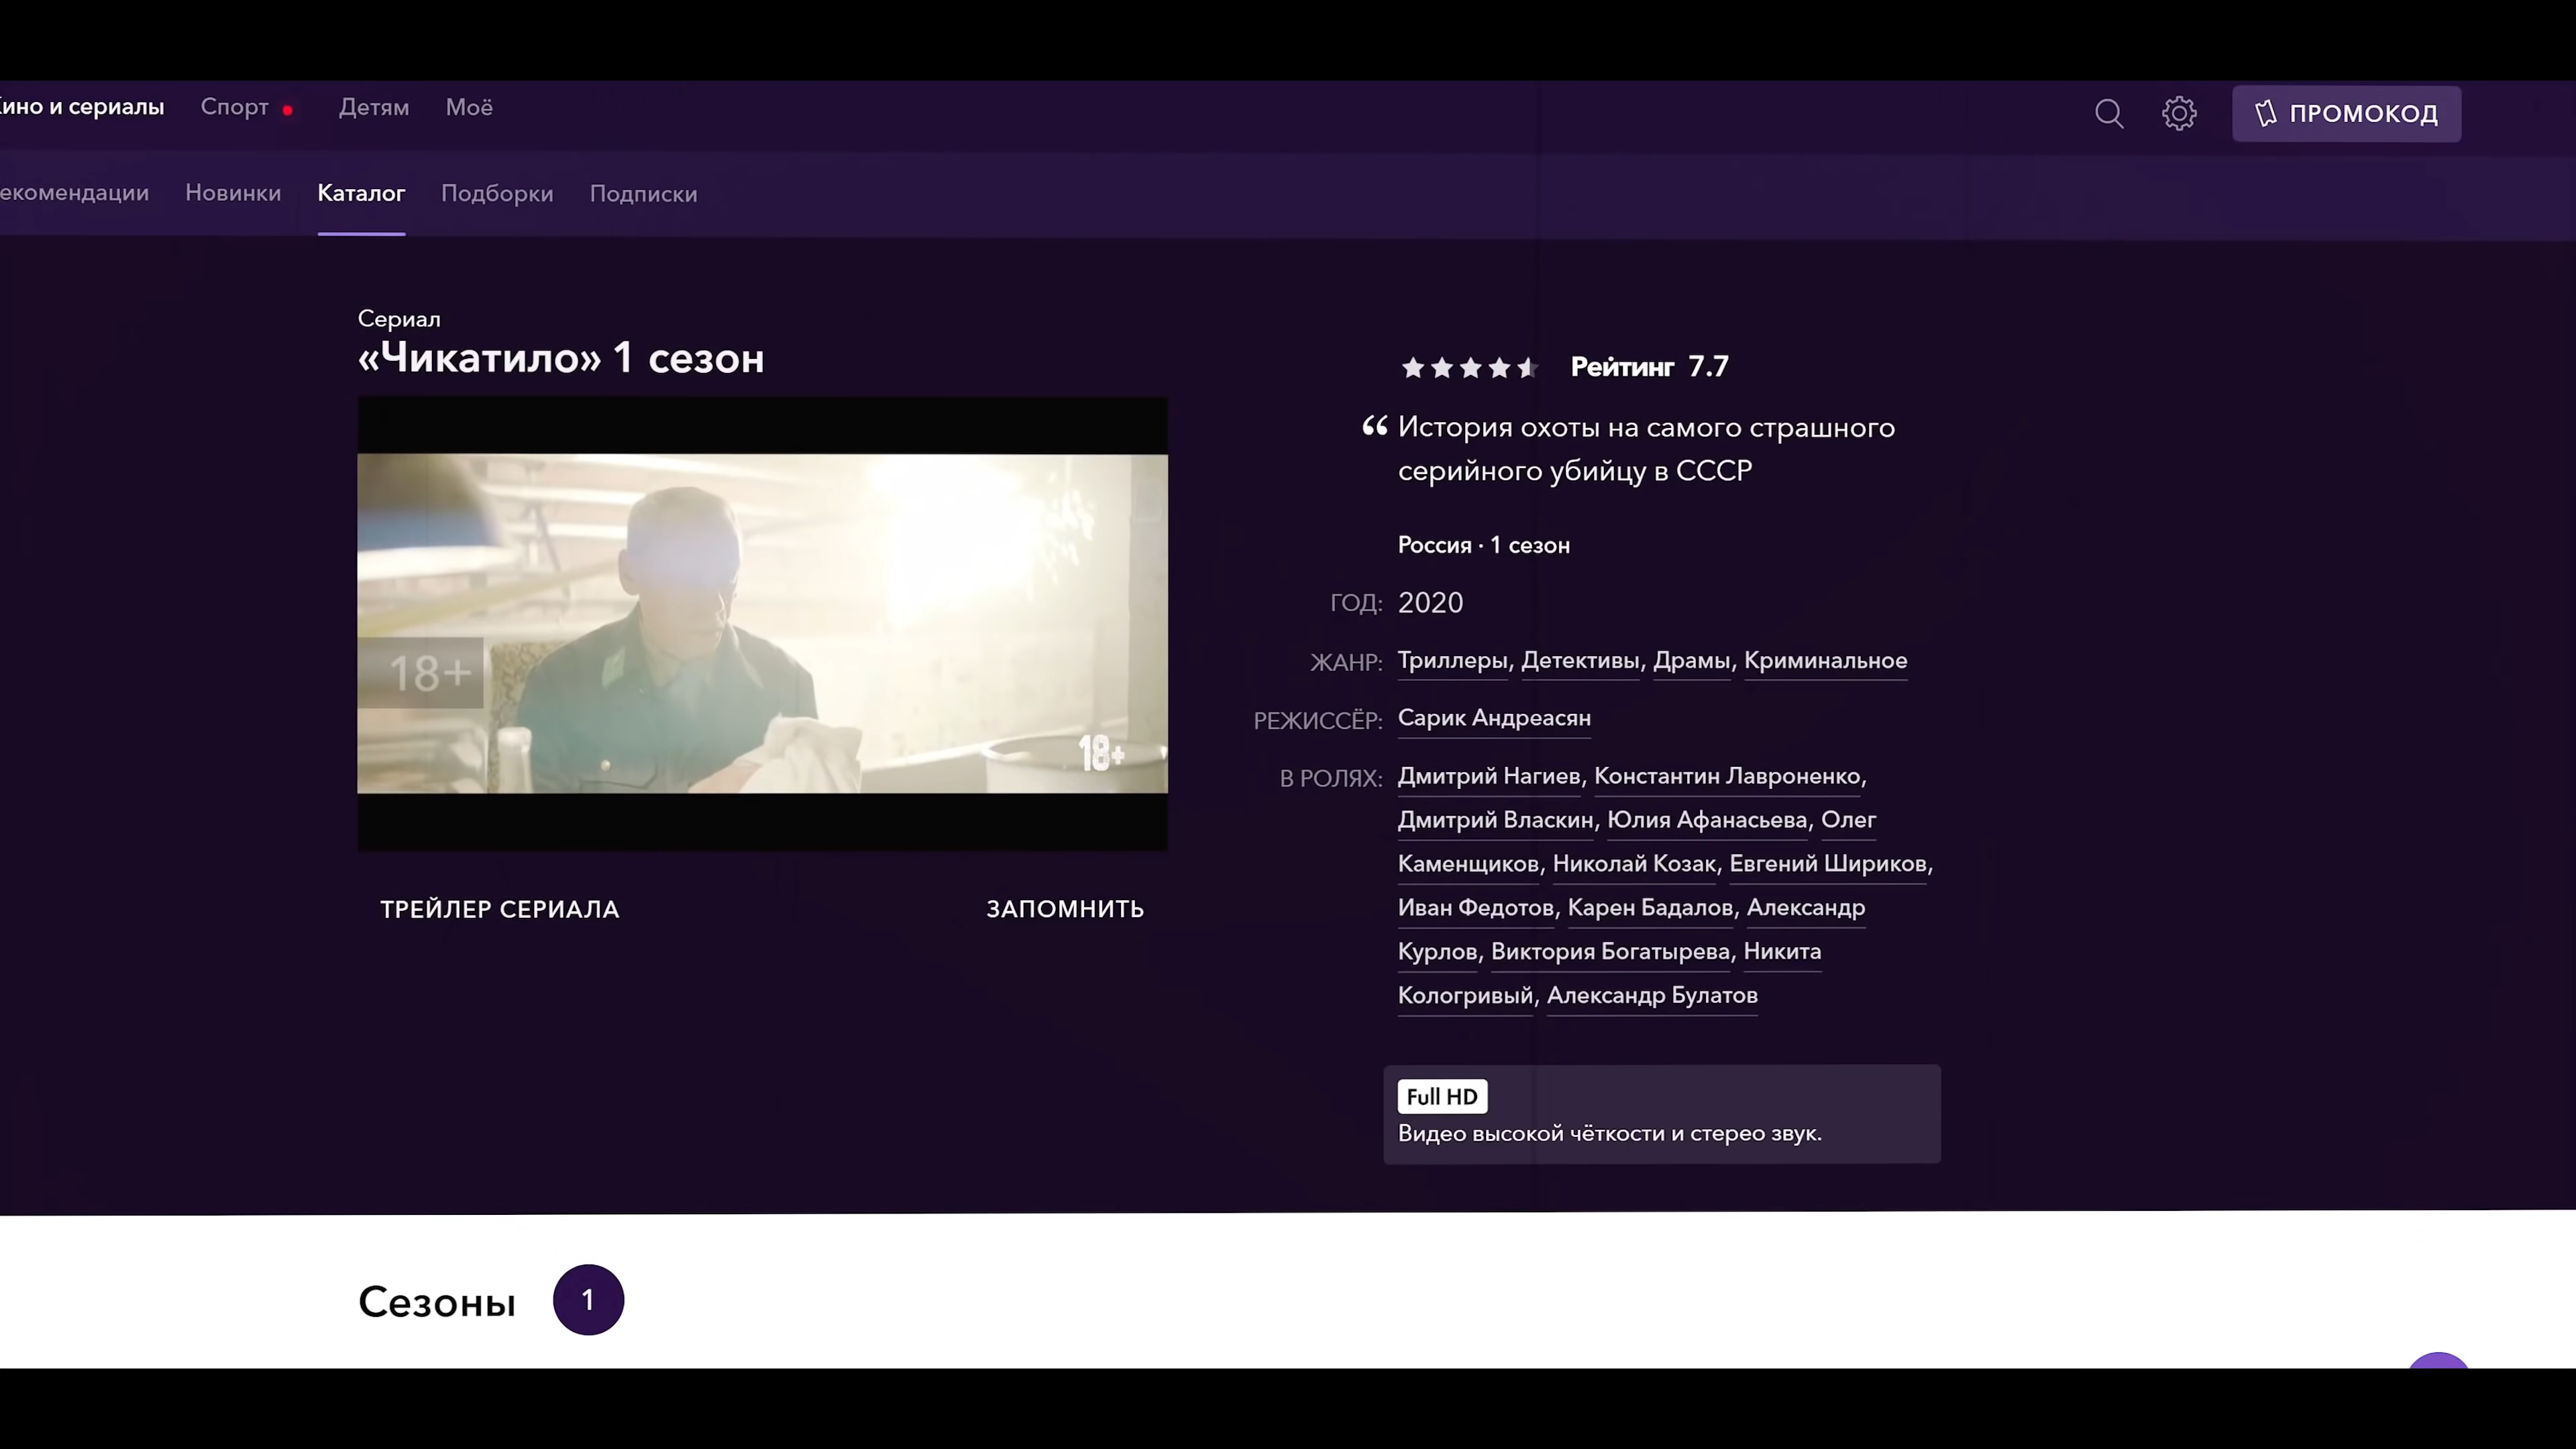 ино и сериалы Спорт Детям Моё ПРОМОКОД
екомендации Новинки Каталог Подборки Подписки
Сериал
«Чикатило» 1 сезон
18+
18+
ТРЕЙЛЕР СЕРИАЛА ЗАПОМНИТЬ
Рейтинг 7.7
“ История охоты на самого страшного
серийного убийцу в СССР
Россия · 1 сезон
ГОД: 2020
ЖАНР: Триллеры, Детективы, Драмы, Криминальное
РЕЖИССЁР: Сарик Андреасян
В РОЛЯХ: Дмитрий Нагиев, Константин Лавроненко,
Дмитрий Власкин, Юлия Афанасьева, Олег
Каменщиков, Николай Козак, Евгений Шириков,
Иван Федотов, Карен Бадалов, Александр
Курлов, Виктория Богатырева, Никита
Кологривый, Александр Булатов
Full HD
Видео высокой чёткости и стерео звук.
Сезоны 1